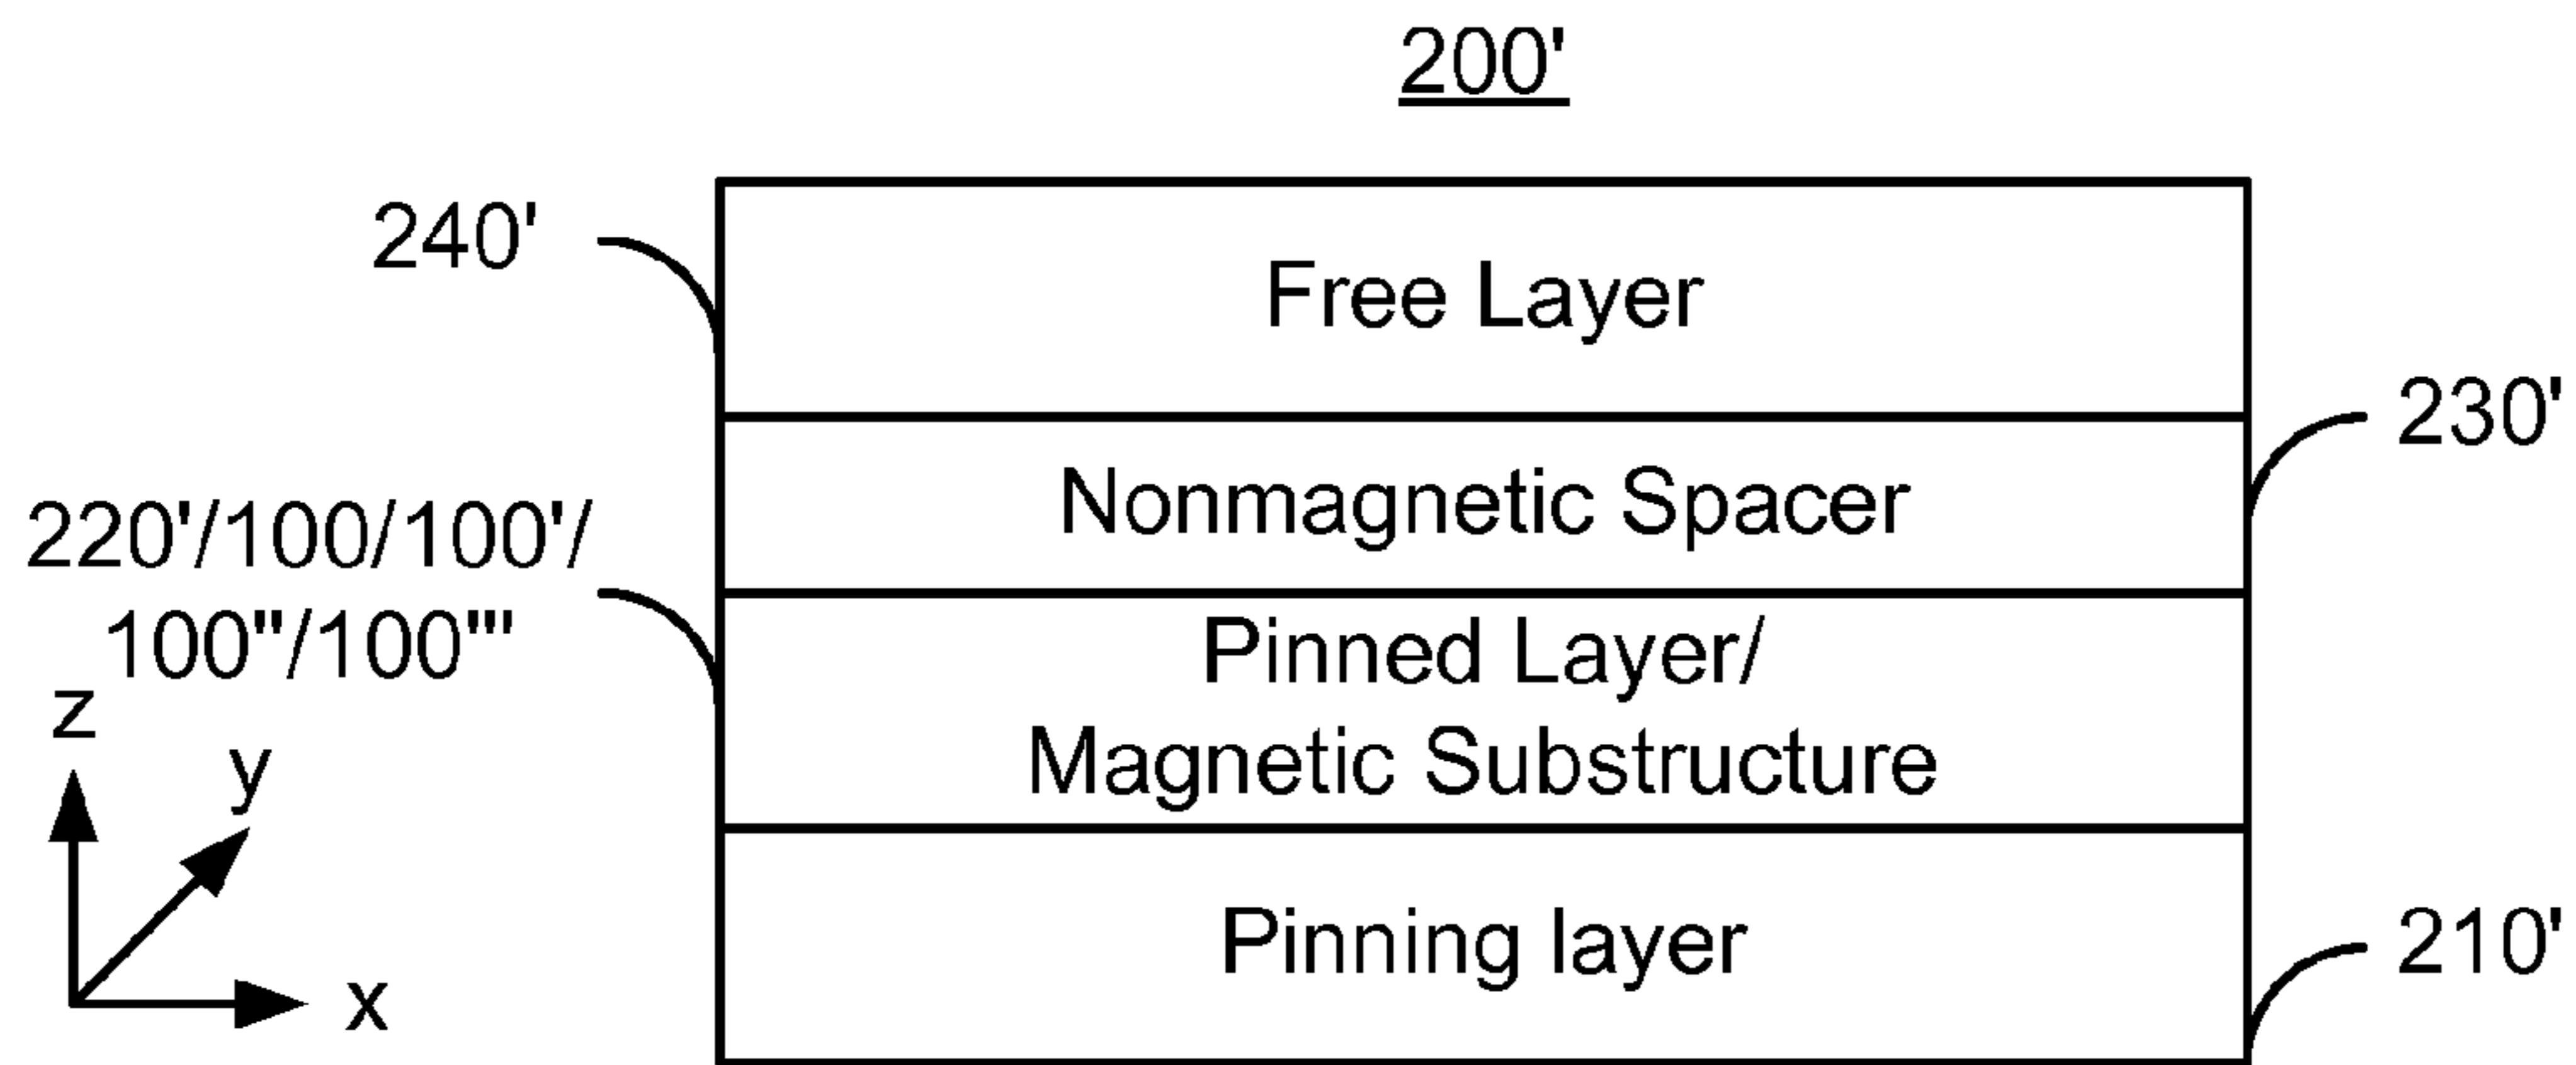 200'
240'
Free Layer
230'
Nonmagnetic Spacer
220'/100/100'/
100"/100'"
Pinned Layer/
Magnetic Substructure
z
y
x
Pinning layer
210'